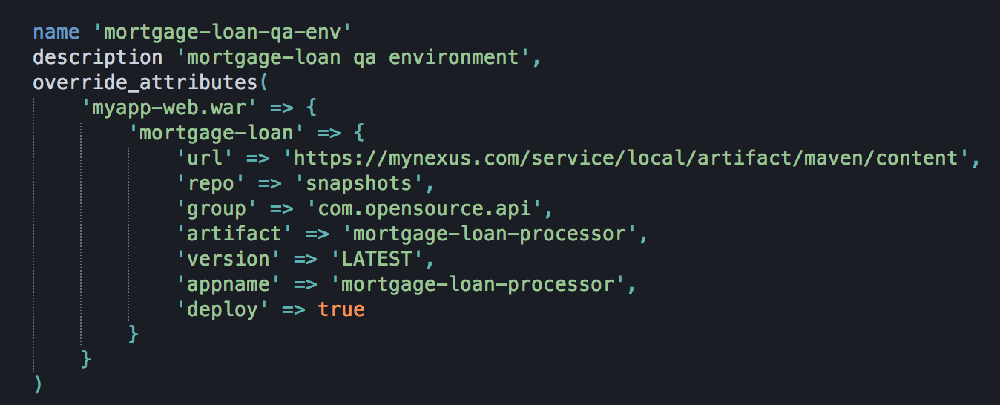 name 'mortgage-loan-qa-env'
description 'mortgage-loan qa environment',
override_attributes(
    'myapp-web.war' => {
        'mortgage-loan' => {
            'url' => 'https://mynexus.com/service/local/artifact/maven/content',
            'repo' => 'snapshots',
            'group' => 'com.opensource.api',
            'artifact' => 'mortgage-loan-processor',
            'version' => 'LATEST',
            'appname' => 'mortgage-loan-processor',
            'deploy' => true
        }
    }
)